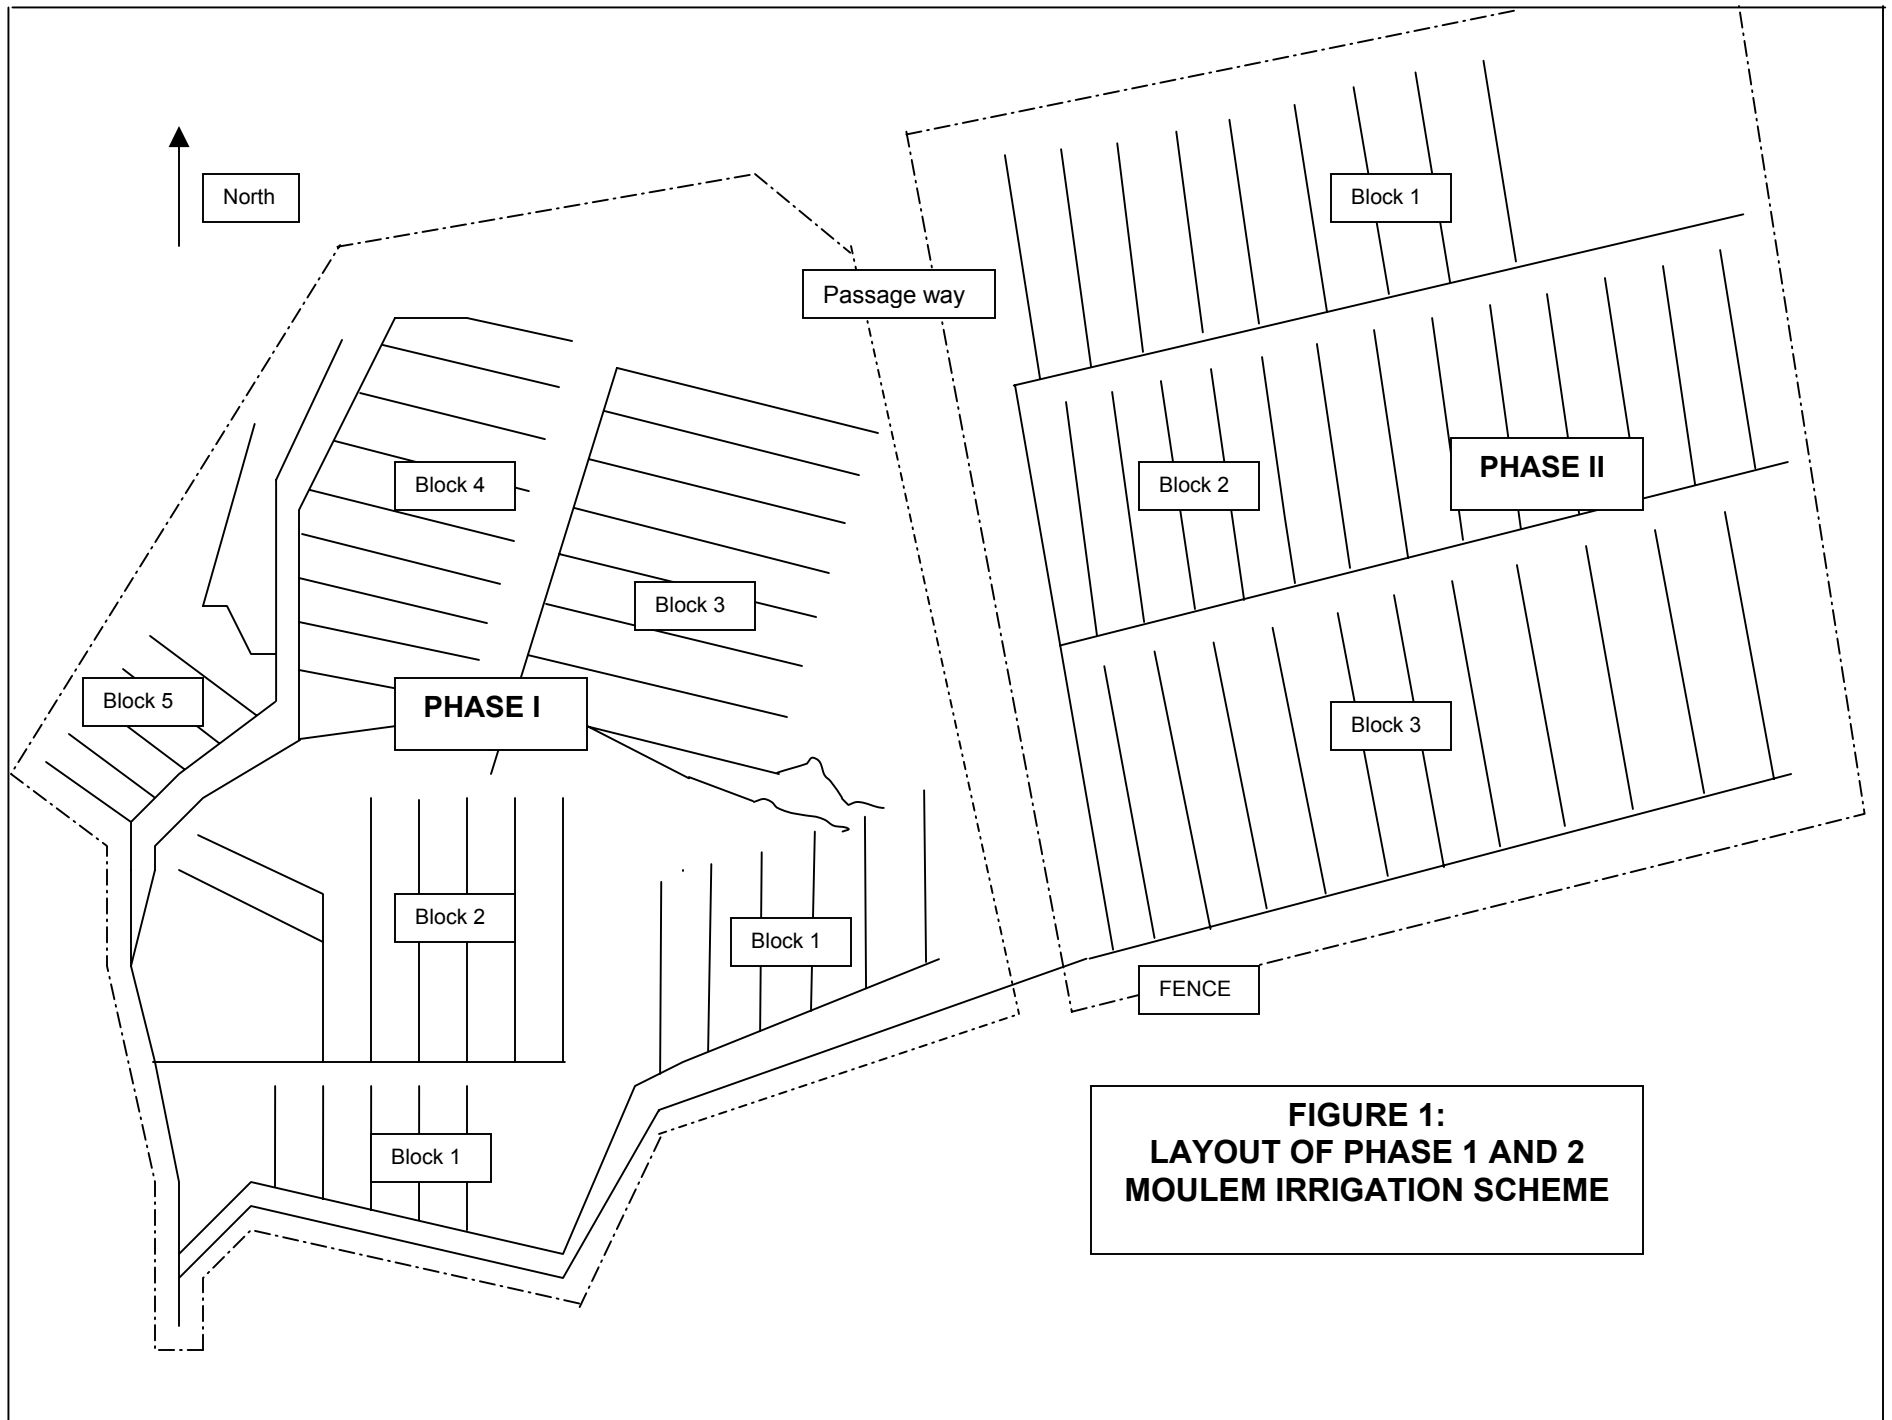 North
Block 1
Passage way
Block 4
Block 2
PHASE II
Block 3
Block 5
PHASE I
Block 3
Block 2
Block 1
FENCE
Block 1
FIGURE 1:
LAYOUT OF PHASE 1 AND 2
MOULEM IRRIGATION SCHEME